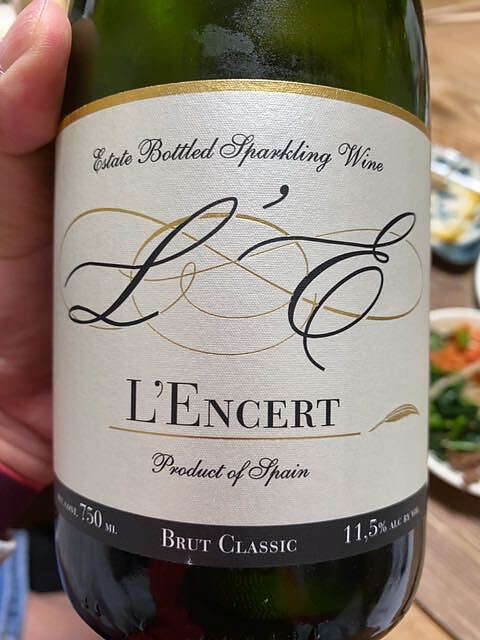 Estate Bottled Sparkling Wine
L'E
L'ENCERT
Product of Spain
750 ML
BRUT CLASSIC
11,5% ALC BY VOL